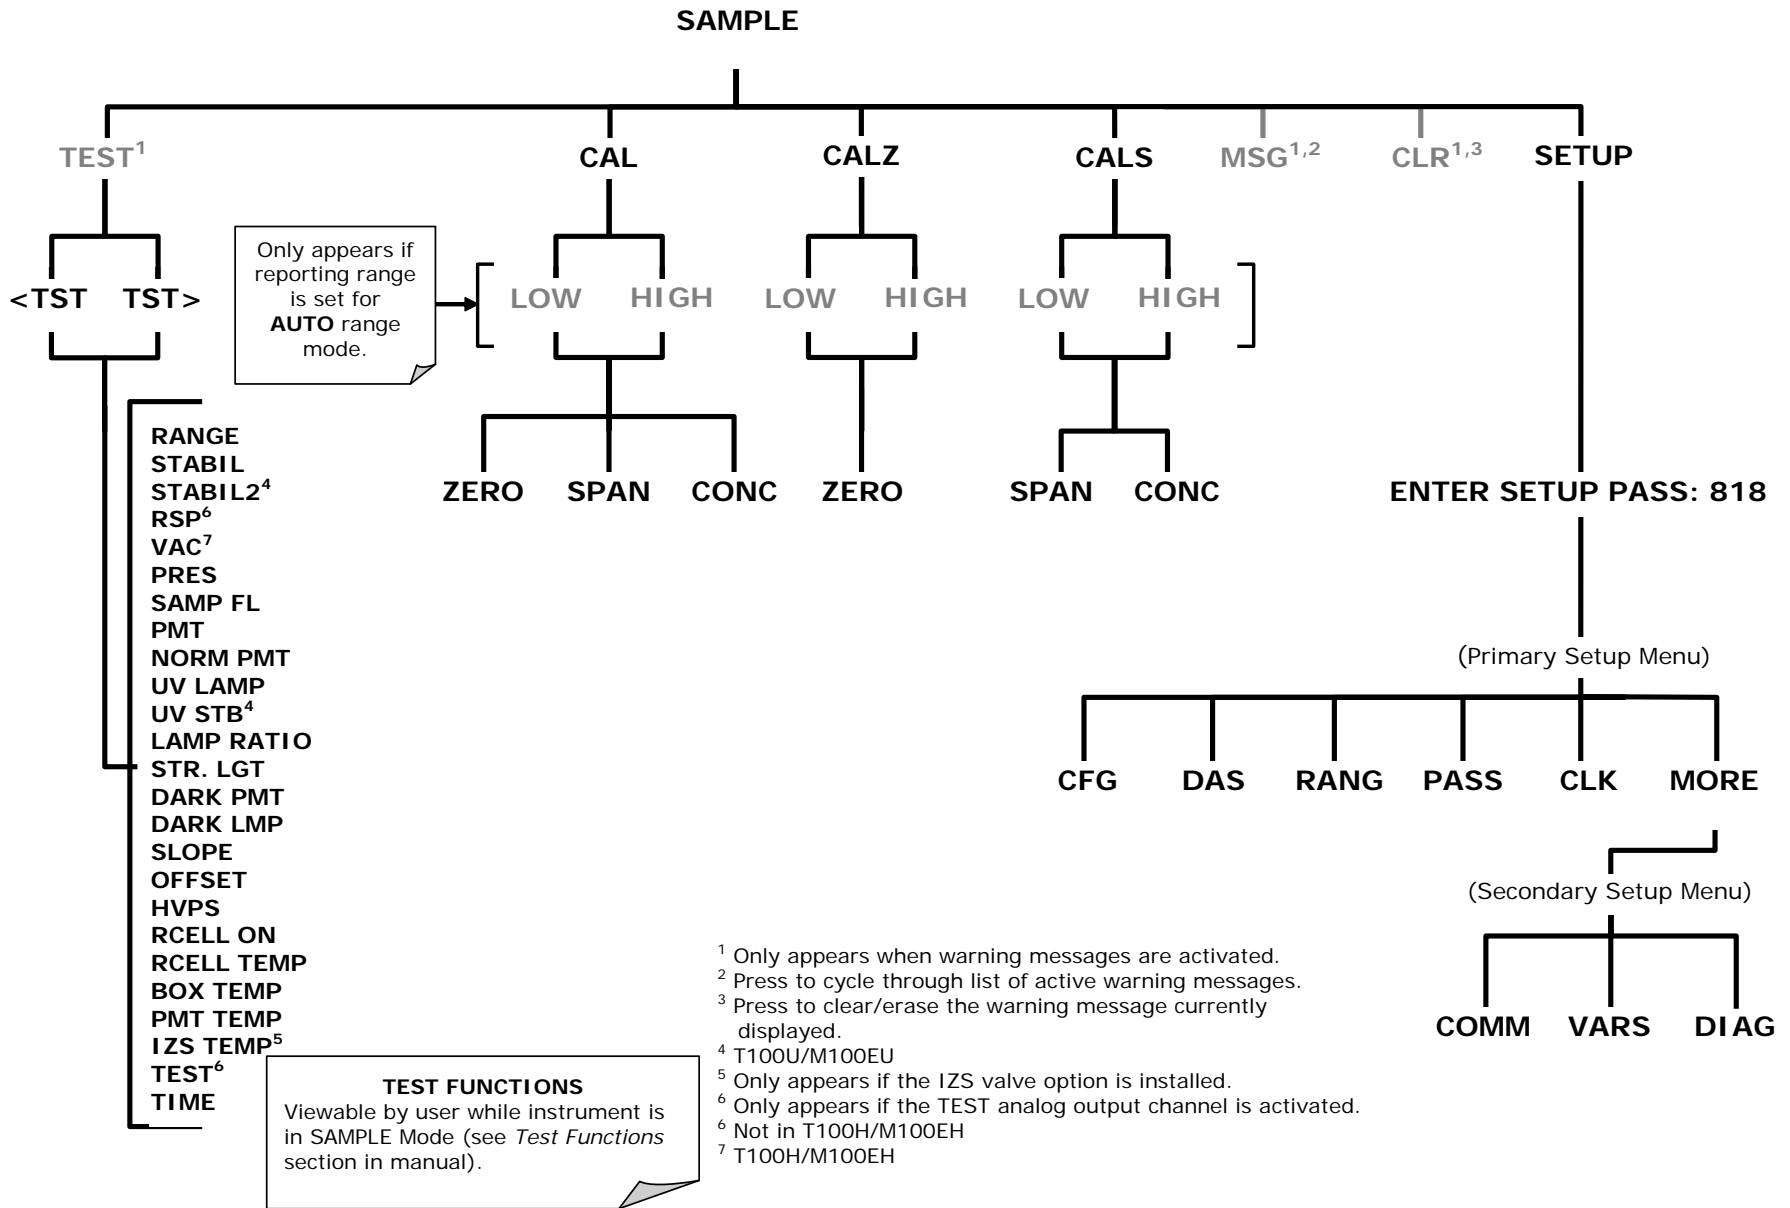 SAMPLE
TEST¹ CAL CALZ CALS MSG¹,² CLR¹,³ SETUP
<TST TST>
Only appears if
reporting range
is set for
AUTO range
mode.
LOW HIGH LOW HIGH LOW HIGH
RANGE
STABIL
STABIL2⁴
RSP⁶
VAC⁷
PRES
SAMP FL
PMT
NORM PMT
UV LAMP
UV STB⁴
LAMP RATIO
STR. LGT
DARK PMT
DARK LMP
SLOPE
OFFSET
HVPS
RCELL ON
RCELL TEMP
BOX TEMP
PMT TEMP
IZS TEMP⁵
TEST⁶
TIME
ZERO SPAN CONC ZERO SPAN CONC ENTER SETUP PASS: 818
(Primary Setup Menu)
CFG DAS RANG PASS CLK MORE
(Secondary Setup Menu)
COMM VARS DIAG
TEST FUNCTIONS
Viewable by user while instrument is
in SAMPLE Mode (see Test Functions
section in manual).
¹ Only appears when warning messages are activated.
² Press to cycle through list of active warning messages.
³ Press to clear/erase the warning message currently
displayed.
⁴ T100U/M100EU
⁵ Only appears if the IZS valve option is installed.
⁶ Only appears if the TEST analog output channel is activated.
⁶ Not in T100H/M100EH
⁷ T100H/M100EH